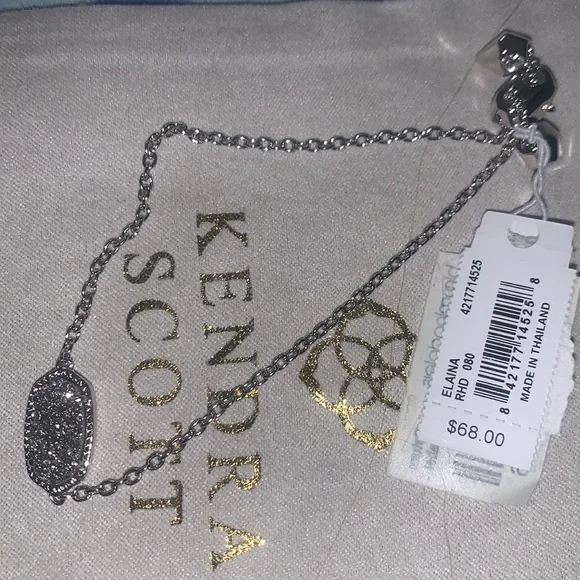 KENDRA
SCOTT
ELAINA
RHD 080
4217714525
8 42177 14525 8
MADE IN THAILAND
$68.00